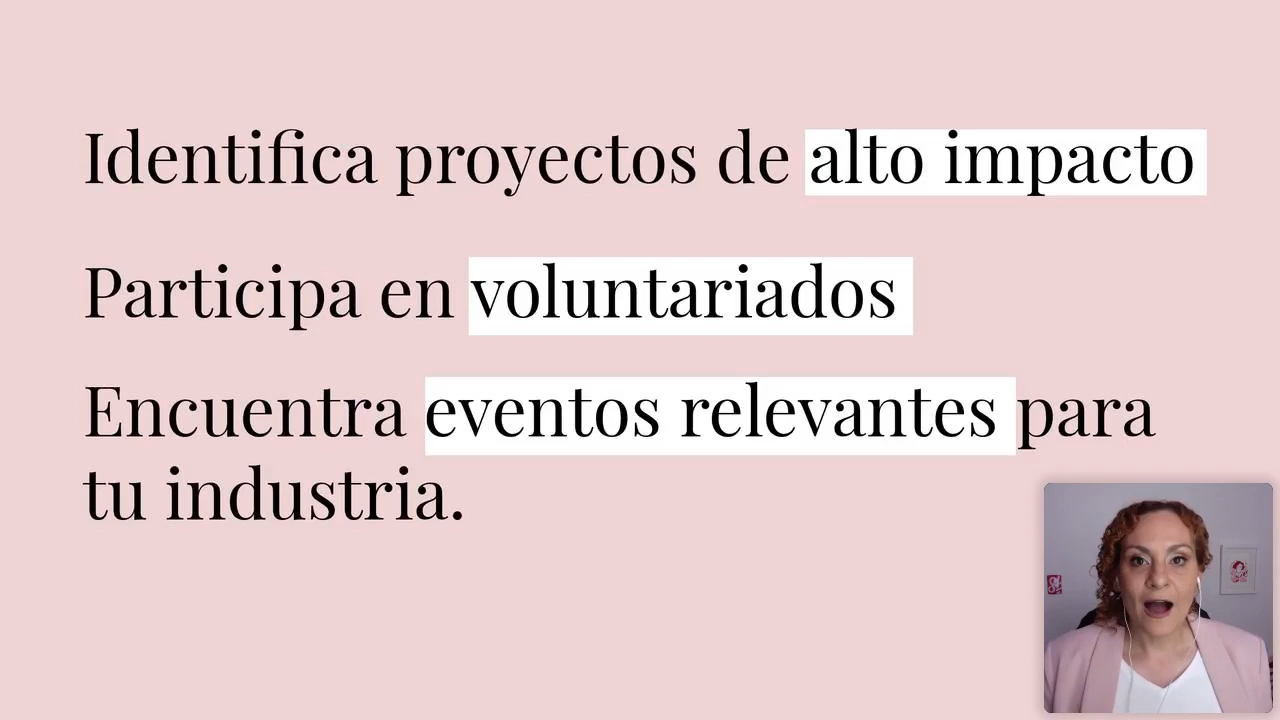 Identifica proyectos de alto impacto
Participa en voluntariados
Encuentra eventos relevantes para
tu industria.